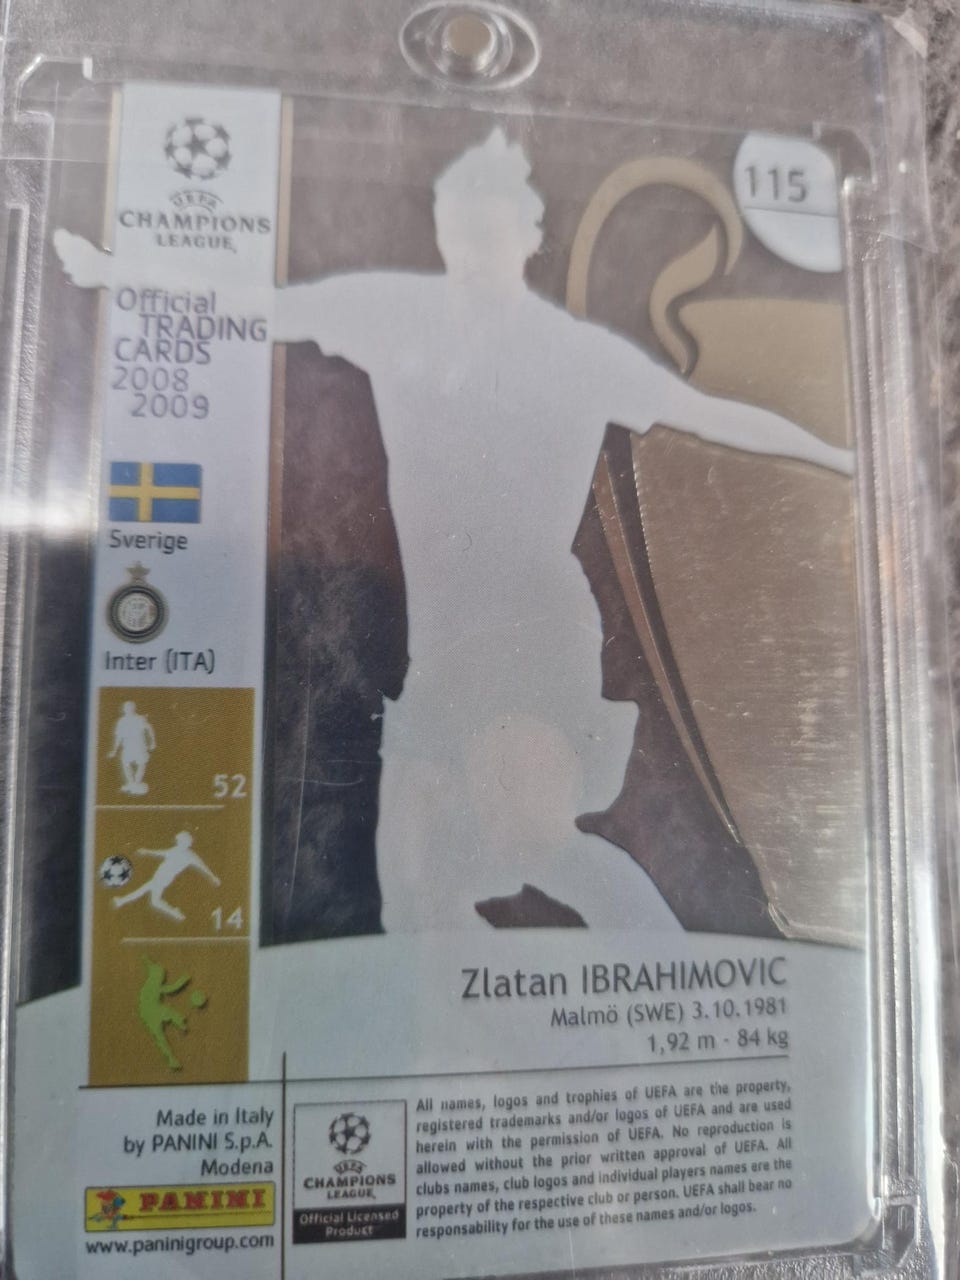 UEFA
CHAMPIONS
LEAGUE
115
Official
TRADING
CARDS
2008
2009
Sverige
Inter (ITA)
52
14
Zlatan IBRAHIMOVIC
Malmö (SWE) 3.10.1981
1,92 m - 84 kg
Made in Italy
by PANINI S.p.A.
Modena
PANINI
www.paninigroup.com
UEFA
CHAMPIONS
LEAGUE
Official Licensed
Product
All names, logos and trophies of UEFA are the property,
registered trademarks and/or logos of UEFA and are used
herein with the permission of UEFA. No reproduction is
allowed without the prior written approval of UEFA. All
clubs names, club logos and individual players names ere the
property of the respective club or person. UEFA shall bear no
responsability for the use of these names and/or logos.